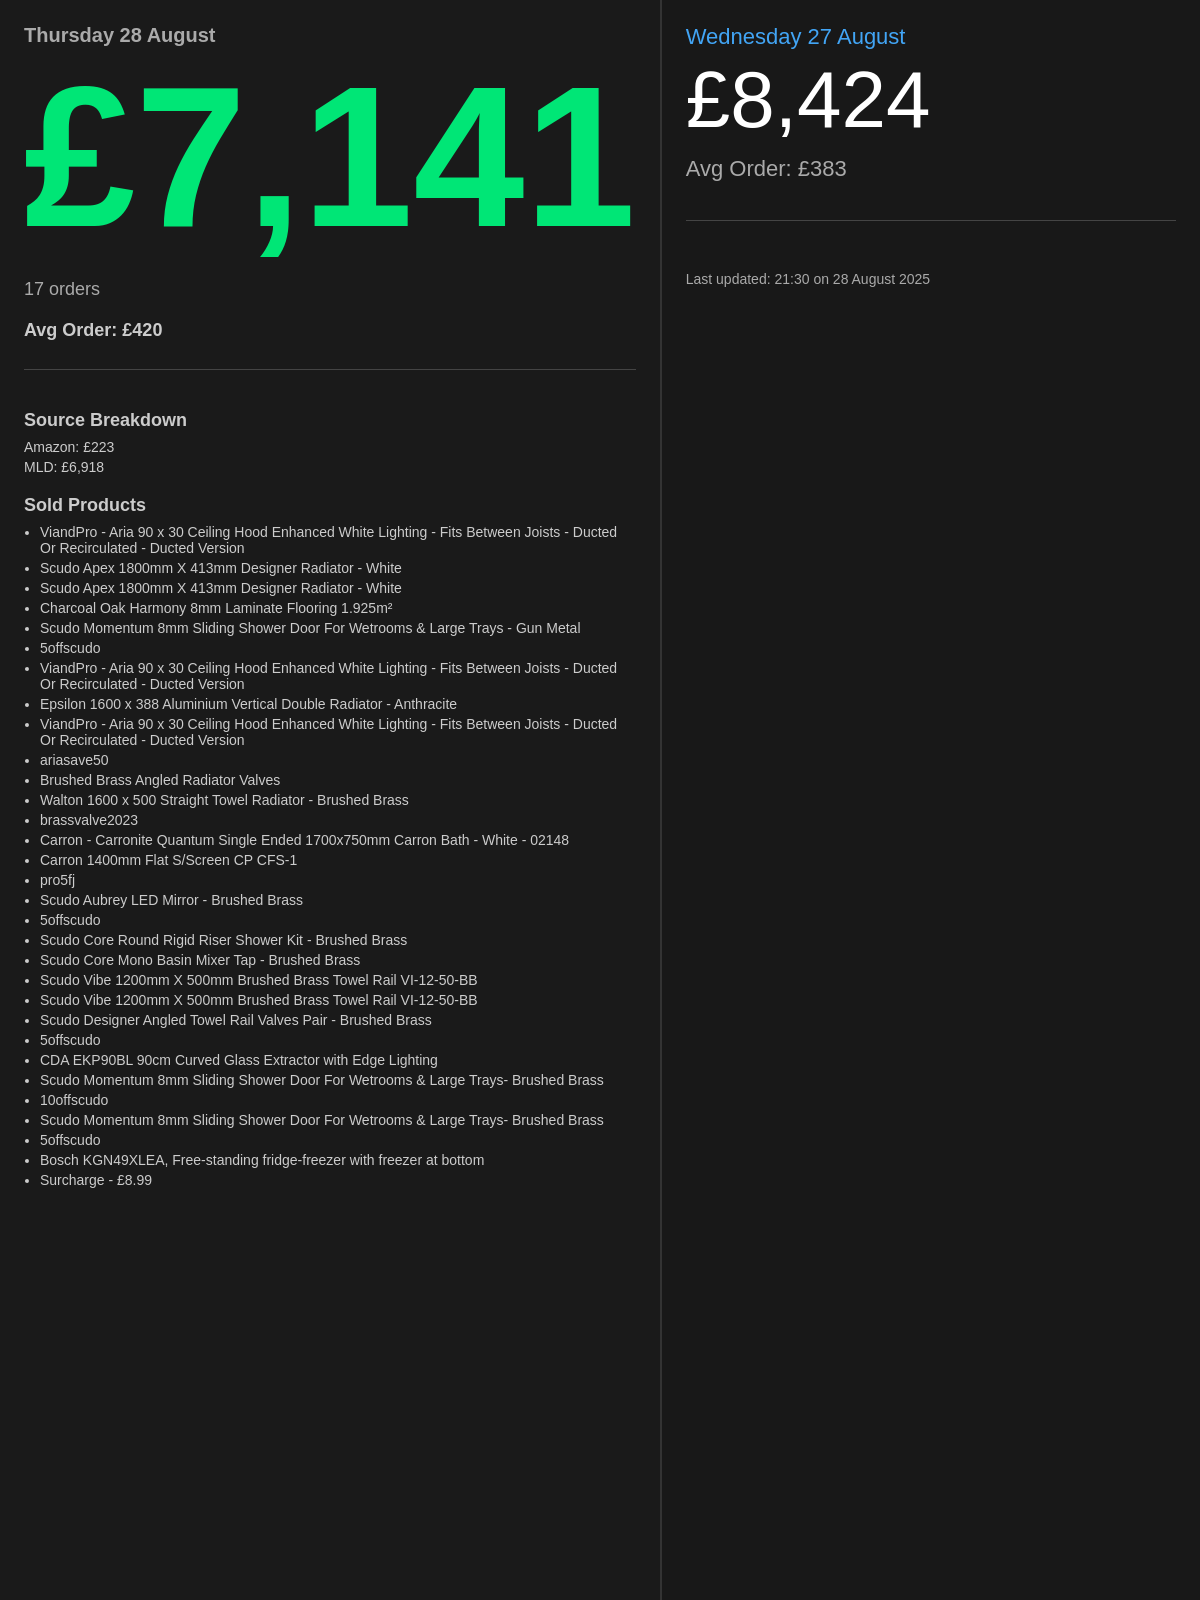 Thursday 28 August
£7,141
17 orders
Avg Order: £420
Source Breakdown
Amazon: £223
MLD: £6,918
Sold Products
• ViandPro - Aria 90 x 30 Ceiling Hood Enhanced White Lighting - Fits Between Joists - Ducted
Or Recirculated - Ducted Version
• Scudo Apex 1800mm X 413mm Designer Radiator - White
• Scudo Apex 1800mm X 413mm Designer Radiator - White
• Charcoal Oak Harmony 8mm Laminate Flooring 1.925m²
• Scudo Momentum 8mm Sliding Shower Door For Wetrooms & Large Trays - Gun Metal
• 5offscudo
• ViandPro - Aria 90 x 30 Ceiling Hood Enhanced White Lighting - Fits Between Joists - Ducted
Or Recirculated - Ducted Version
• Epsilon 1600 x 388 Aluminium Vertical Double Radiator - Anthracite
• ViandPro - Aria 90 x 30 Ceiling Hood Enhanced White Lighting - Fits Between Joists - Ducted
Or Recirculated - Ducted Version
• ariasave50
• Brushed Brass Angled Radiator Valves
• Walton 1600 x 500 Straight Towel Radiator - Brushed Brass
• brassvalve2023
• Carron - Carronite Quantum Single Ended 1700x750mm Carron Bath - White - 02148
• Carron 1400mm Flat S/Screen CP CFS-1
• pro5fj
• Scudo Aubrey LED Mirror - Brushed Brass
• 5offscudo
• Scudo Core Round Rigid Riser Shower Kit - Brushed Brass
• Scudo Core Mono Basin Mixer Tap - Brushed Brass
• Scudo Vibe 1200mm X 500mm Brushed Brass Towel Rail VI-12-50-BB
• Scudo Vibe 1200mm X 500mm Brushed Brass Towel Rail VI-12-50-BB
• Scudo Designer Angled Towel Rail Valves Pair - Brushed Brass
• 5offscudo
• CDA EKP90BL 90cm Curved Glass Extractor with Edge Lighting
• Scudo Momentum 8mm Sliding Shower Door For Wetrooms & Large Trays- Brushed Brass
• 10offscudo
• Scudo Momentum 8mm Sliding Shower Door For Wetrooms & Large Trays- Brushed Brass
• 5offscudo
• Bosch KGN49XLEA, Free-standing fridge-freezer with freezer at bottom
• Surcharge - £8.99
Wednesday 27 August
£8,424
Avg Order: £383
Last updated: 21:30 on 28 August 2025